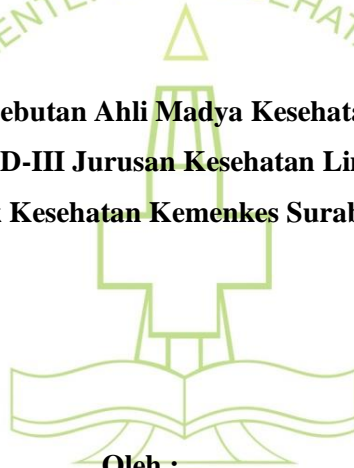 ebutan Ahli Madya Kesehata
D-III Jurusan Kesehatan Lin
Kesehatan Kemenkes Surab
Oleh :